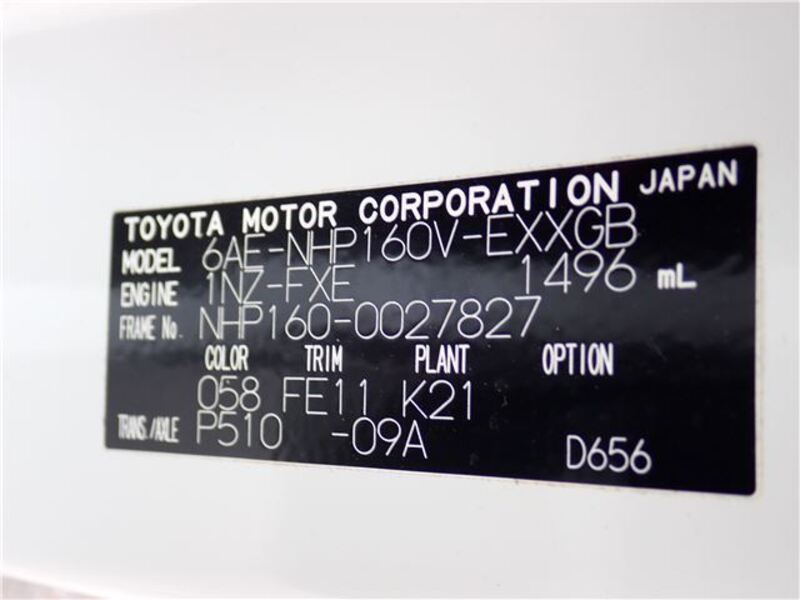 TOYOTA MOTOR CORPORATION JAPAN
MODEL 6AE-NHP160V-EXXGB
ENGINE 1NZ-FXE 1496 mL
FRAME No. NHP160-0027827
COLOR TRIM PLANT OPTION
058 FE11 K21
TRANS./AXLE P510 -09A D656